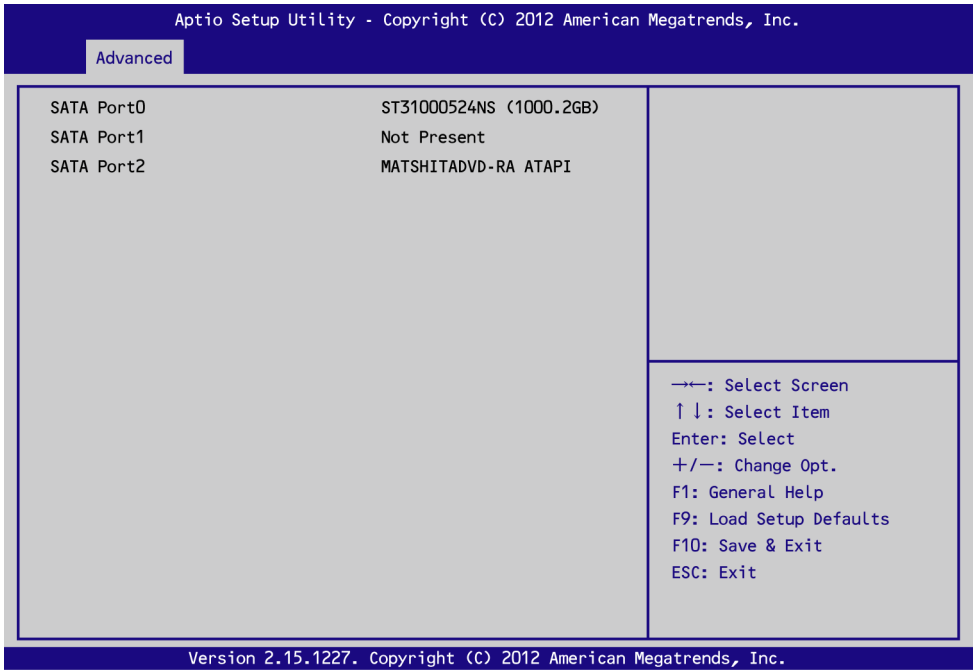 Aptio Setup Utility - Copyright (C) 2012 American Megatrends, Inc.
Advanced
SATA Port0 ST31000524NS (1000.2GB)
SATA Port1 Not Present
SATA Port2 MATSHITADVD-RA ATAPI
→←: Select Screen
↑↓: Select Item
Enter: Select
+/-: Change Opt.
F1: General Help
F9: Load Setup Defaults
F10: Save & Exit
ESC: Exit
Version 2.15.1227. Copyright (C) 2012 American Megatrends, Inc.